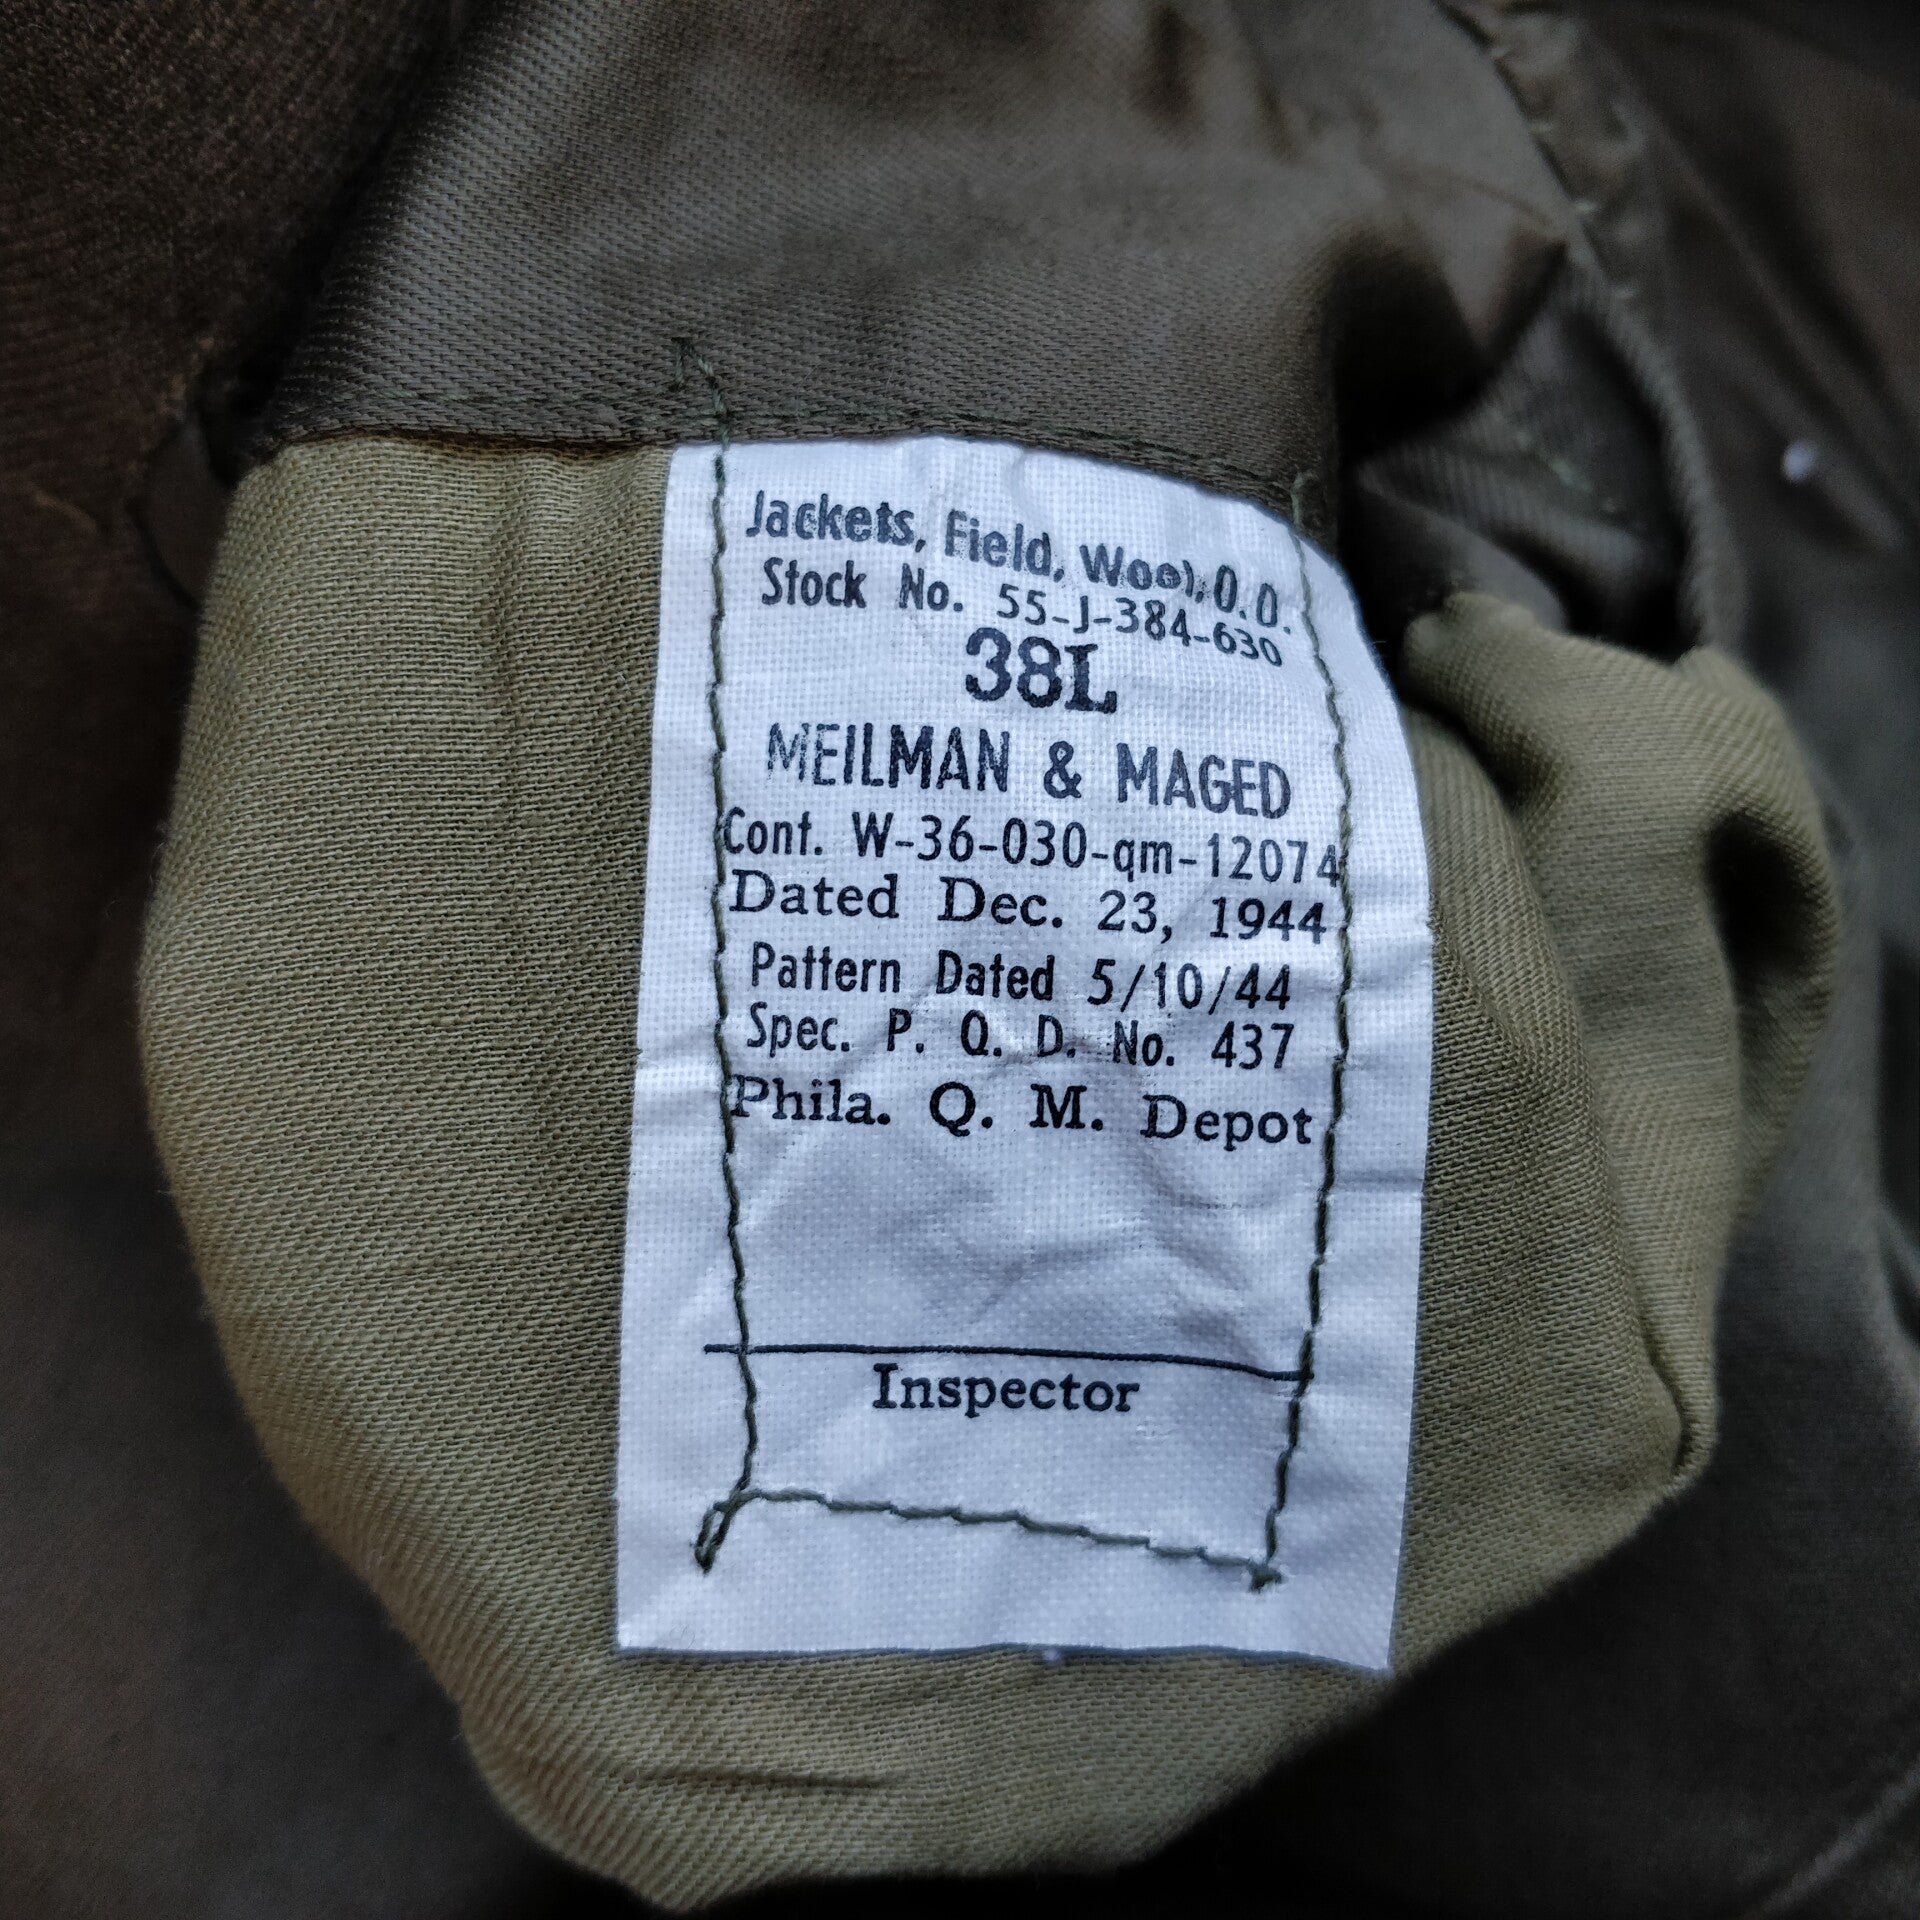 Jackets, Field, Wool, O.D.
Stock No. 55-J-384-630
38L
MEILMAN & MAGED
Cont. W-36-030-qm-12074
Dated Dec. 23, 1944
Pattern Dated 5/10/44
Spec. P. Q. D. No. 437
Phila. Q. M. Depot
Inspector